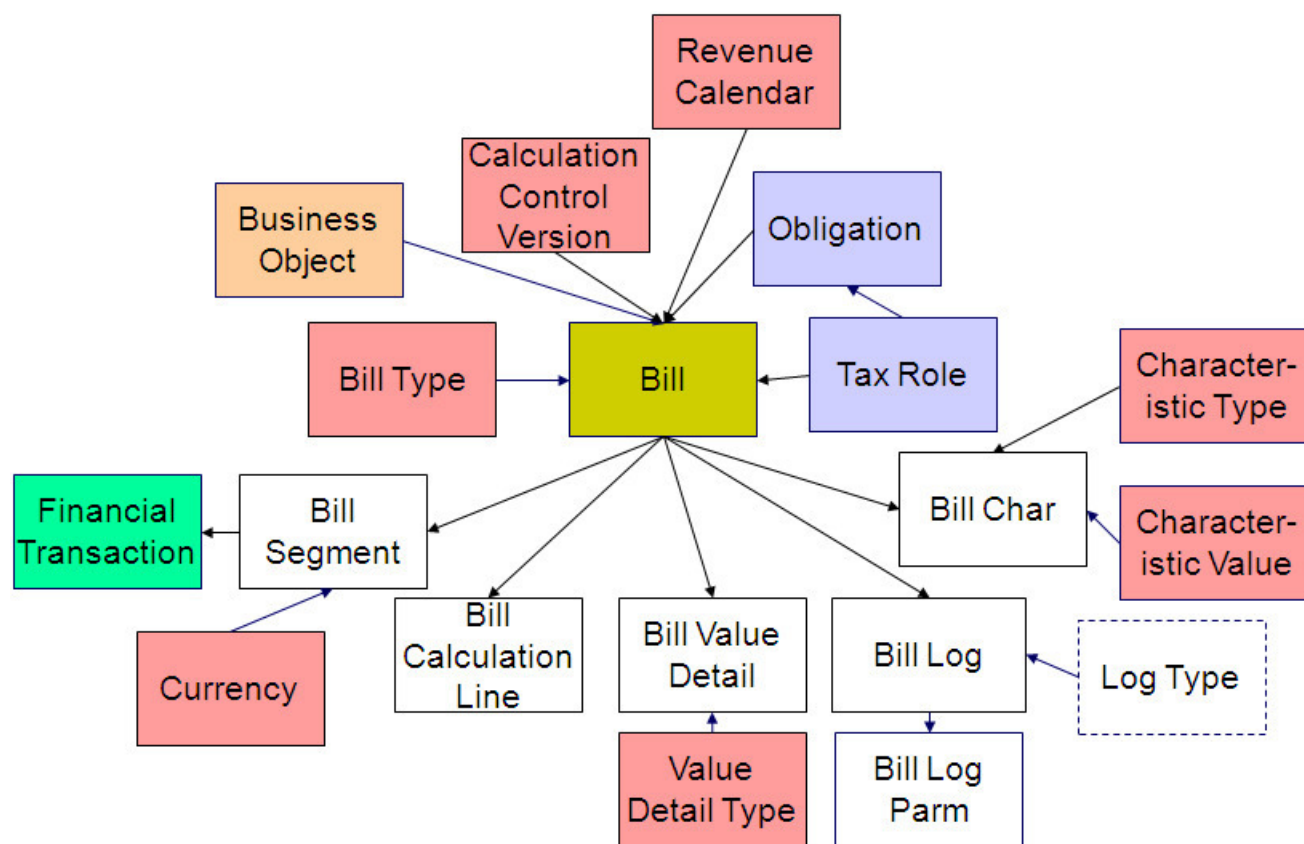 Revenue
Calendar
Calculation
Control
Version
Business
Object
Obligation
Bill Type
Bill
Tax Role
Character-
istic Type
Financial
Transaction
Bill
Segment
Bill Char
Character-
istic Value
Currency
Bill
Calculation
Line
Bill Value
Detail
Bill Log
Log Type
Value
Detail Type
Bill Log
Parm